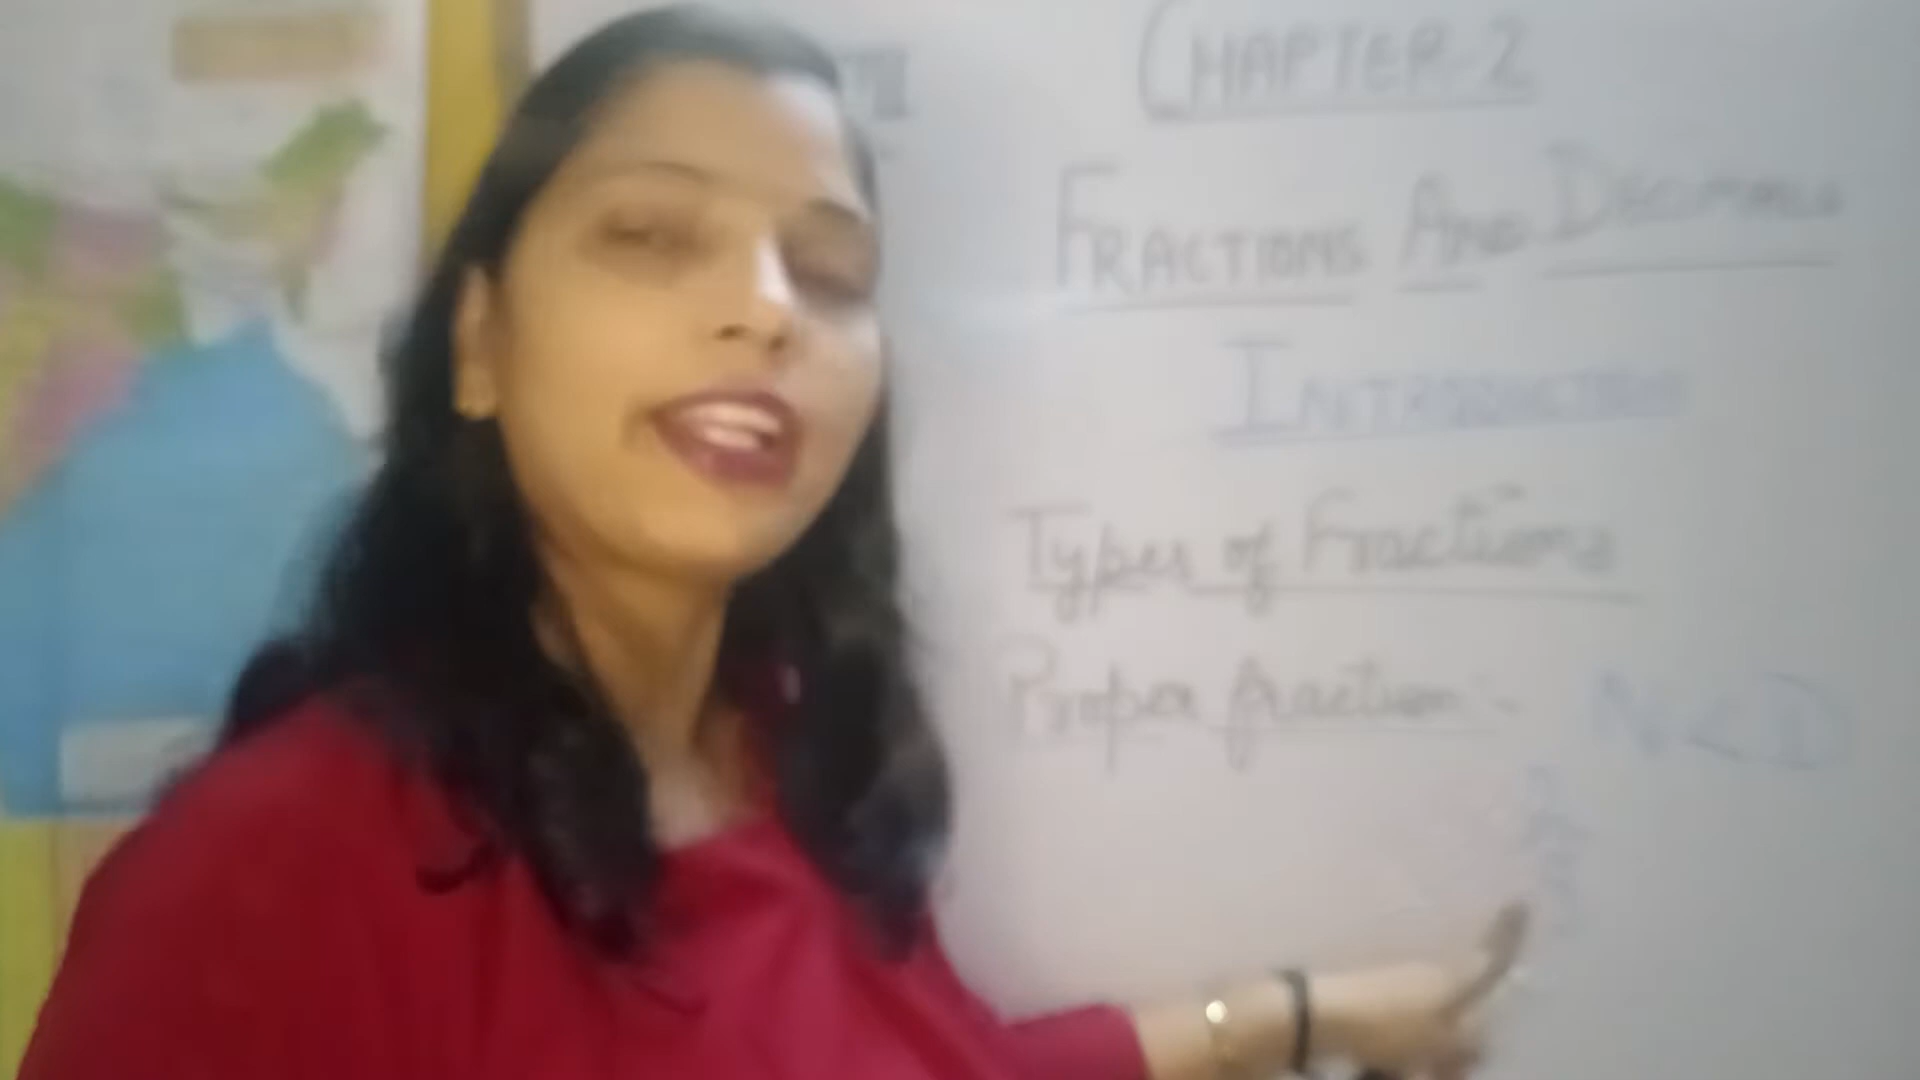 CHAPTER-2
FRACTIONS AND DECIMALS
INTRODUCTION
Types of Fractions
Proper fraction:- N<D